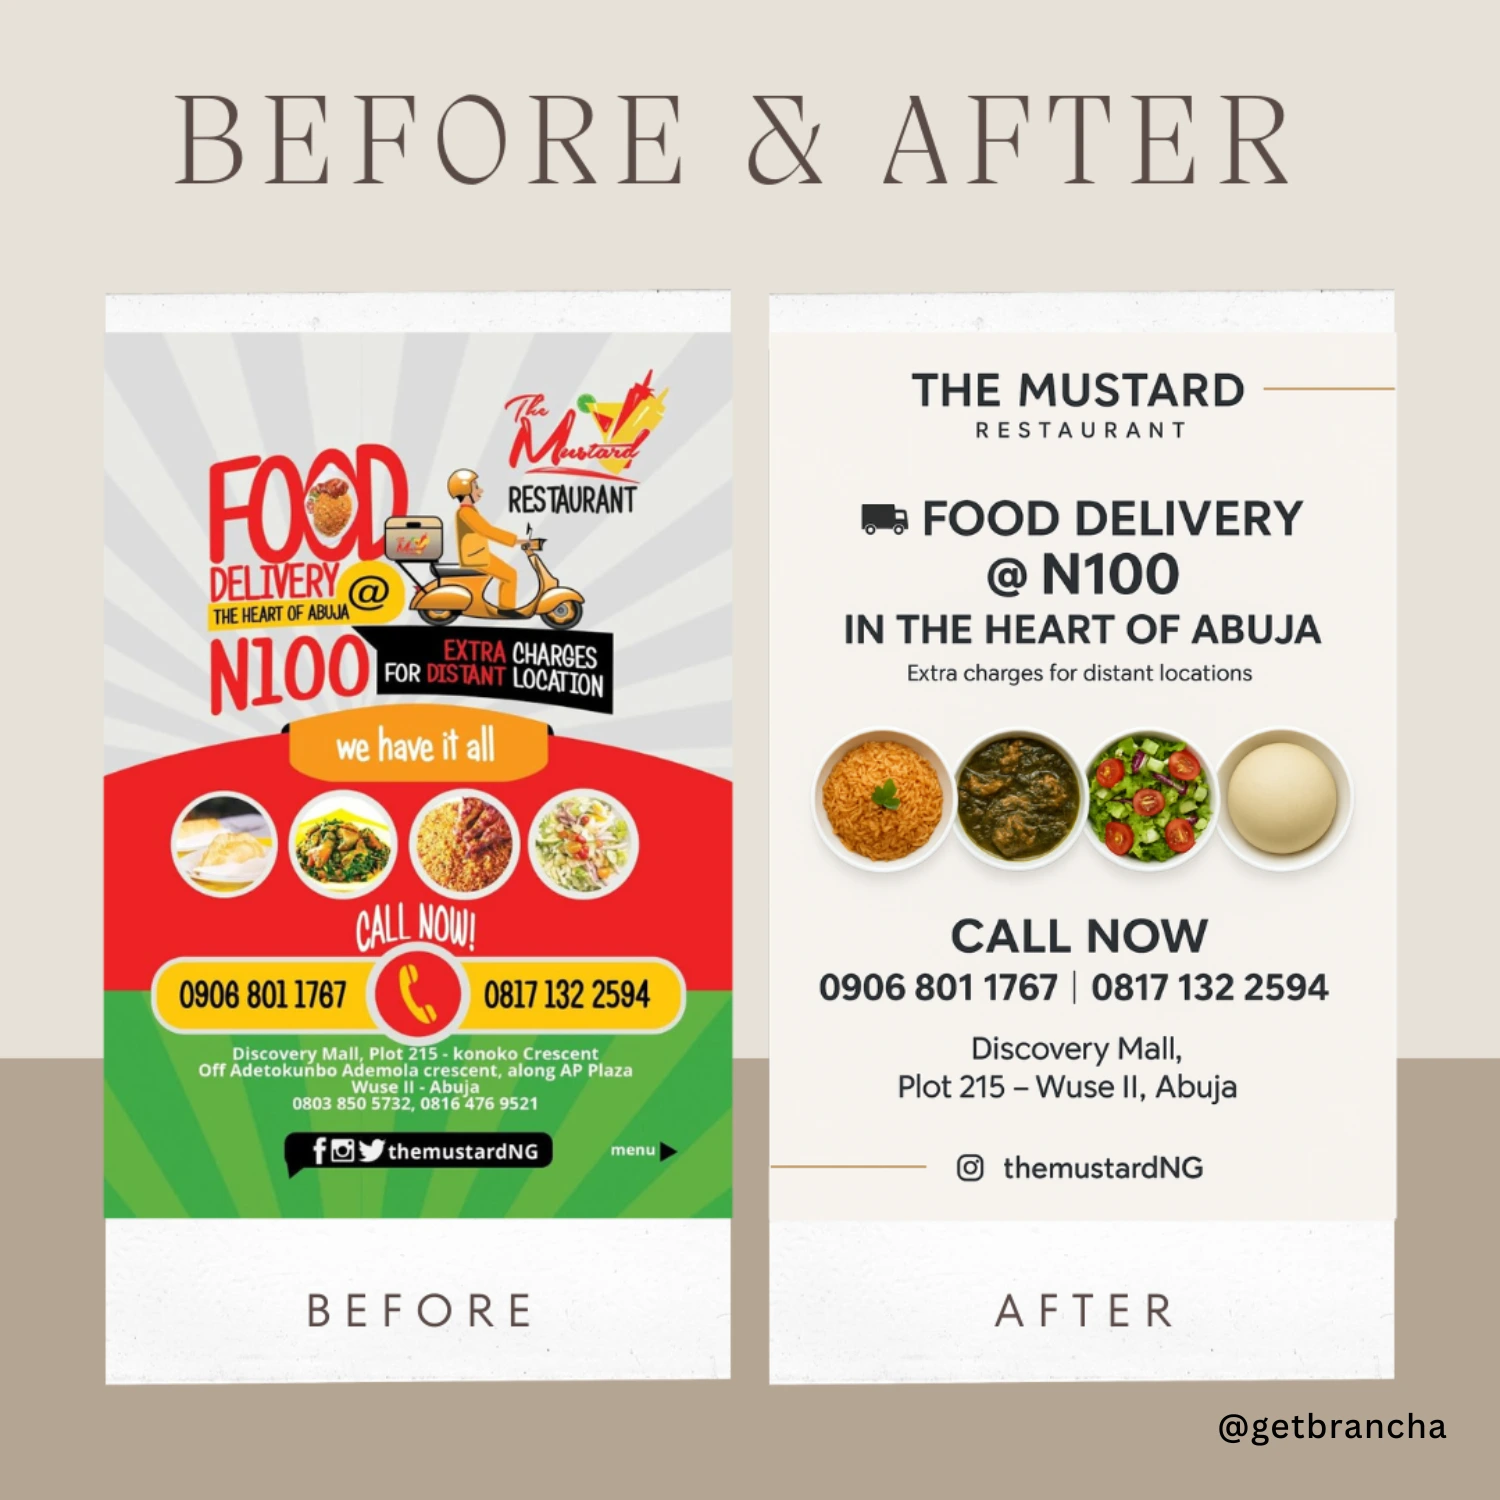 BEFORE & AFTER
The
Mustard
RESTAURANT
FOOD
DELIVERY
@
THE HEART OF ABUJA
N100
EXTRA CHARGES
FOR DISTANT LOCATION
we have it all
CALL NOW!
0906 801 1767
0817 132 2594
Discovery Mall, Plot 215 - konoko Crescent
Off Adetokunbo Ademola crescent, along AP Plaza
Wuse II - Abuja
0803 850 5732, 0816 476 9521
themustardNG
menu
BEFORE
THE MUSTARD
RESTAURANT
FOOD DELIVERY
@ N100
IN THE HEART OF ABUJA
Extra charges for distant locations
CALL NOW
0906 801 1767 | 0817 132 2594
Discovery Mall,
Plot 215 – Wuse II, Abuja
themustardNG
AFTER
@getbrancha